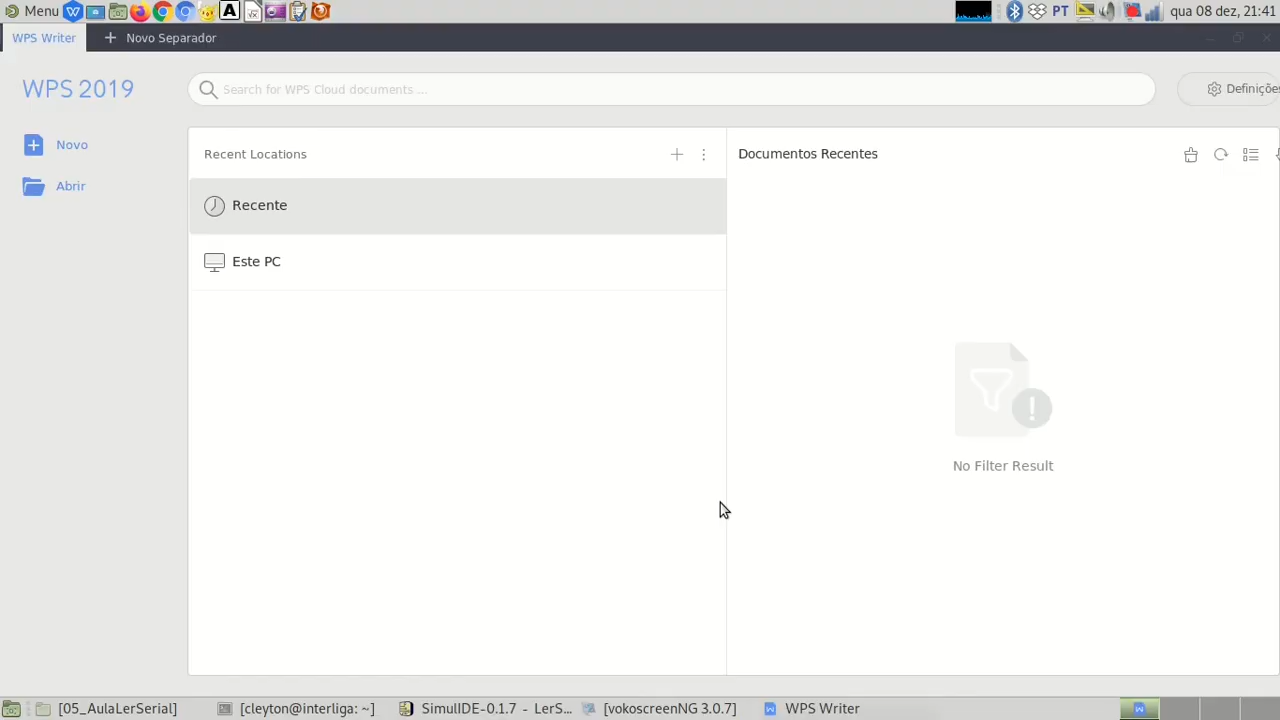 Menu
PT
qua 08 dez, 21:41
WPS Writer
Novo Separador
WPS 2019
Search for WPS Cloud documents ...
Definições
Novo
Abrir
Recent Locations
Recente
Este PC
Documentos Recentes
No Filter Result
[05_AulaLerSerial]
[cleyton@interliga: ~]
SimulIDE-0.1.7 - LerS...
[vokoscreenNG 3.0.7]
WPS Writer